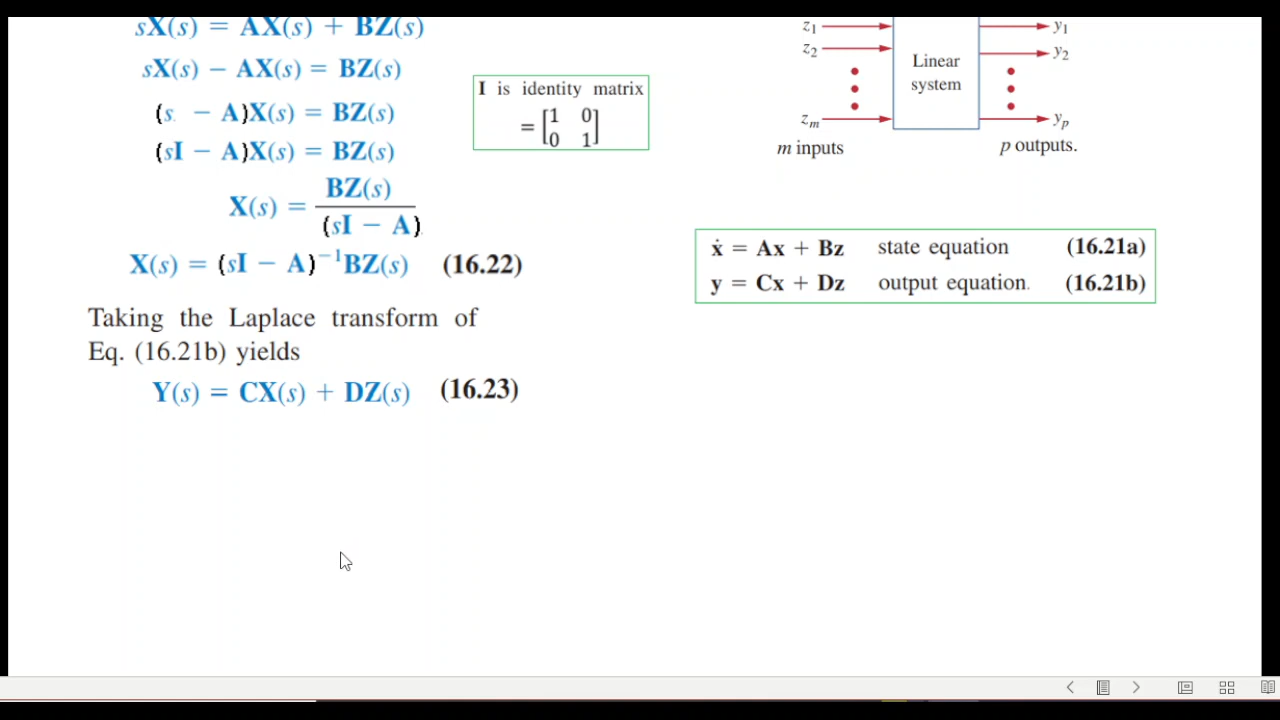 sX(s) = AX(s) + BZ(s)
sX(s) − AX(s) = BZ(s)
(s − A)X(s) = BZ(s)
(sI − A)X(s) = BZ(s)
X(s) = BZ(s) / (sI − A)
X(s) = (sI − A)⁻¹BZ(s) (16.22)
Taking the Laplace transform of
Eq. (16.21b) yields
Y(s) = CX(s) + DZ(s) (16.23)
I is identity matrix
= [1 0
0 1]
z₁
z₂
zₘ
m inputs
Linear
system
y₁
y₂
yₚ
p outputs.
ẋ = Ax + Bz state equation (16.21a)
y = Cx + Dz output equation. (16.21b)